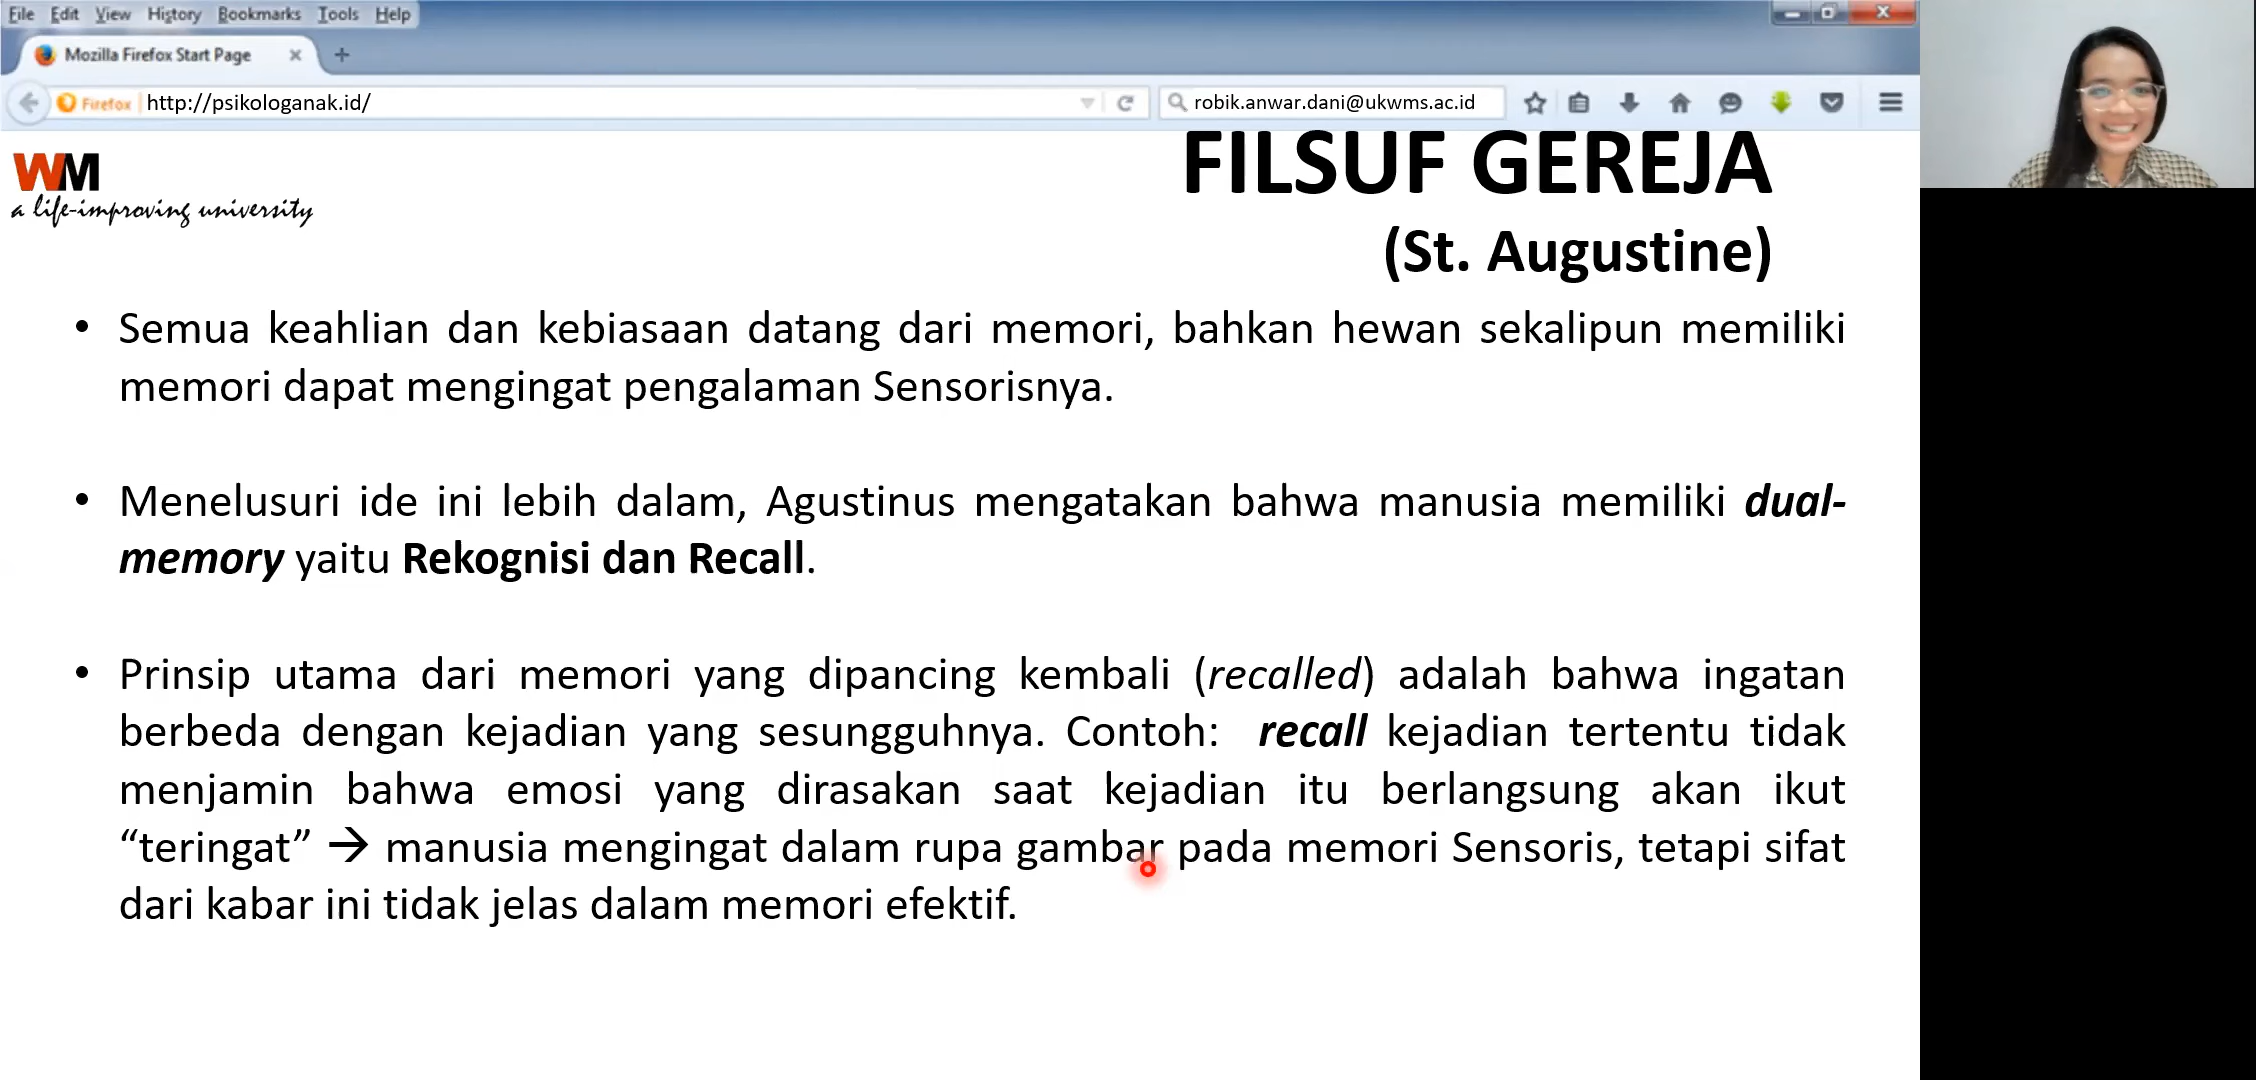 File Edit View History Bookmarks Tools Help
Mozilla Firefox Start Page
Firefox http://psikologanak.id/
robik.anwar.dani@ukwms.ac.id
WM
a life-improving university
FILSUF GEREJA
(St. Augustine)
• Semua keahlian dan kebiasaan datang dari memori, bahkan hewan sekalipun memiliki
memori dapat mengingat pengalaman Sensorisnya.
• Menelusuri ide ini lebih dalam, Agustinus mengatakan bahwa manusia memiliki dual-
memory yaitu Rekognisi dan Recall.
• Prinsip utama dari memori yang dipancing kembali (recalled) adalah bahwa ingatan
berbeda dengan kejadian yang sesungguhnya. Contoh: recall kejadian tertentu tidak
menjamin bahwa emosi yang dirasakan saat kejadian itu berlangsung akan ikut
“teringat” → manusia mengingat dalam rupa gambar pada memori Sensoris, tetapi sifat
dari kabar ini tidak jelas dalam memori efektif.